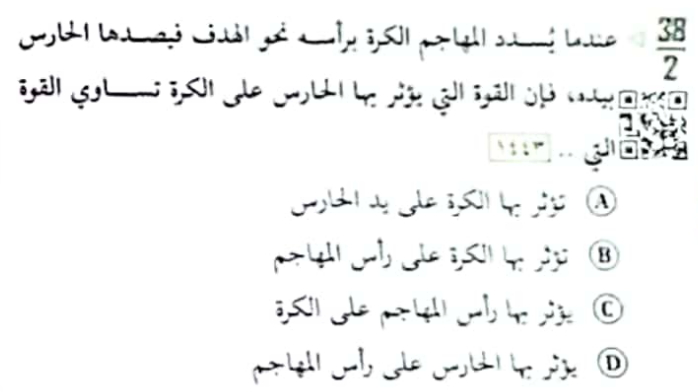 38/2 عندما يُسدد المهاجم الكرة برأسه نحو الهدف فيصدها الحارس
بيده، فإن القوة التي يؤثر بها الحارس على الكرة تساوي القوة
التي .. ١٤٤٣
A تؤثر بها الكرة على يد الحارس
B تؤثر بها الكرة على رأس المهاجم
C يؤثر بها رأس المهاجم على الكرة
D يؤثر بها الحارس على رأس المهاجم